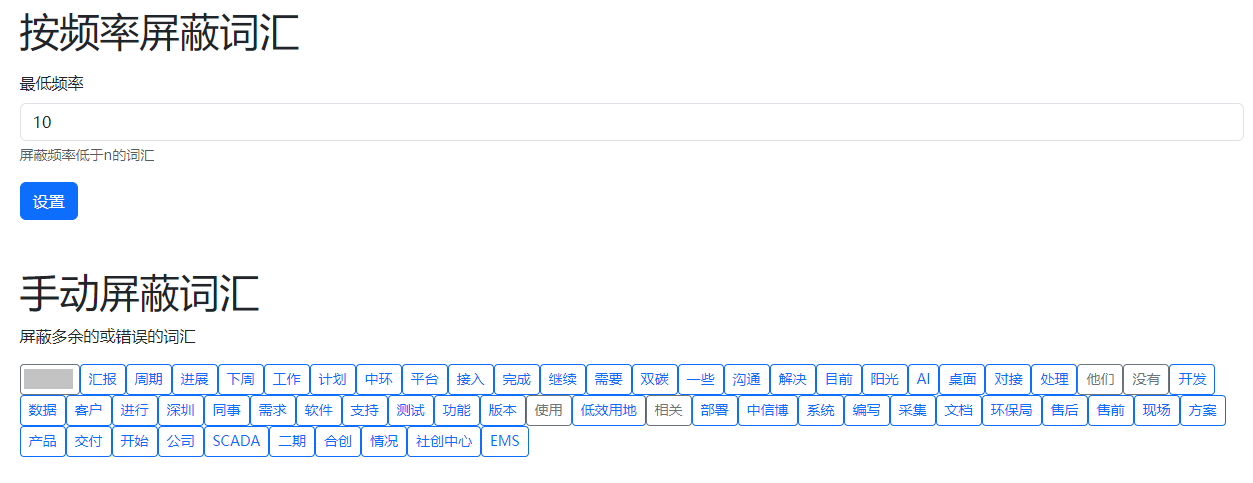 按频率屏蔽词汇
最低频率
10
屏蔽频率低于n的词汇
设置
手动屏蔽词汇
屏蔽多余的或错误的词汇
汇报 周期 进展 下周 工作 计划 中环 平台 接入 完成 继续 需要 双碳 一些 沟通 解决 目前 阳光 AI 桌面 对接 处理 他们 没有 开发
数据 客户 进行 深圳 同事 需求 软件 支持 测试 功能 版本 使用 低效用地 相关 部署 中信博 系统 编写 采集 文档 环保局 售后 售前 现场 方案
产品 交付 开始 公司 SCADA 二期 合创 情况 社创中心 EMS